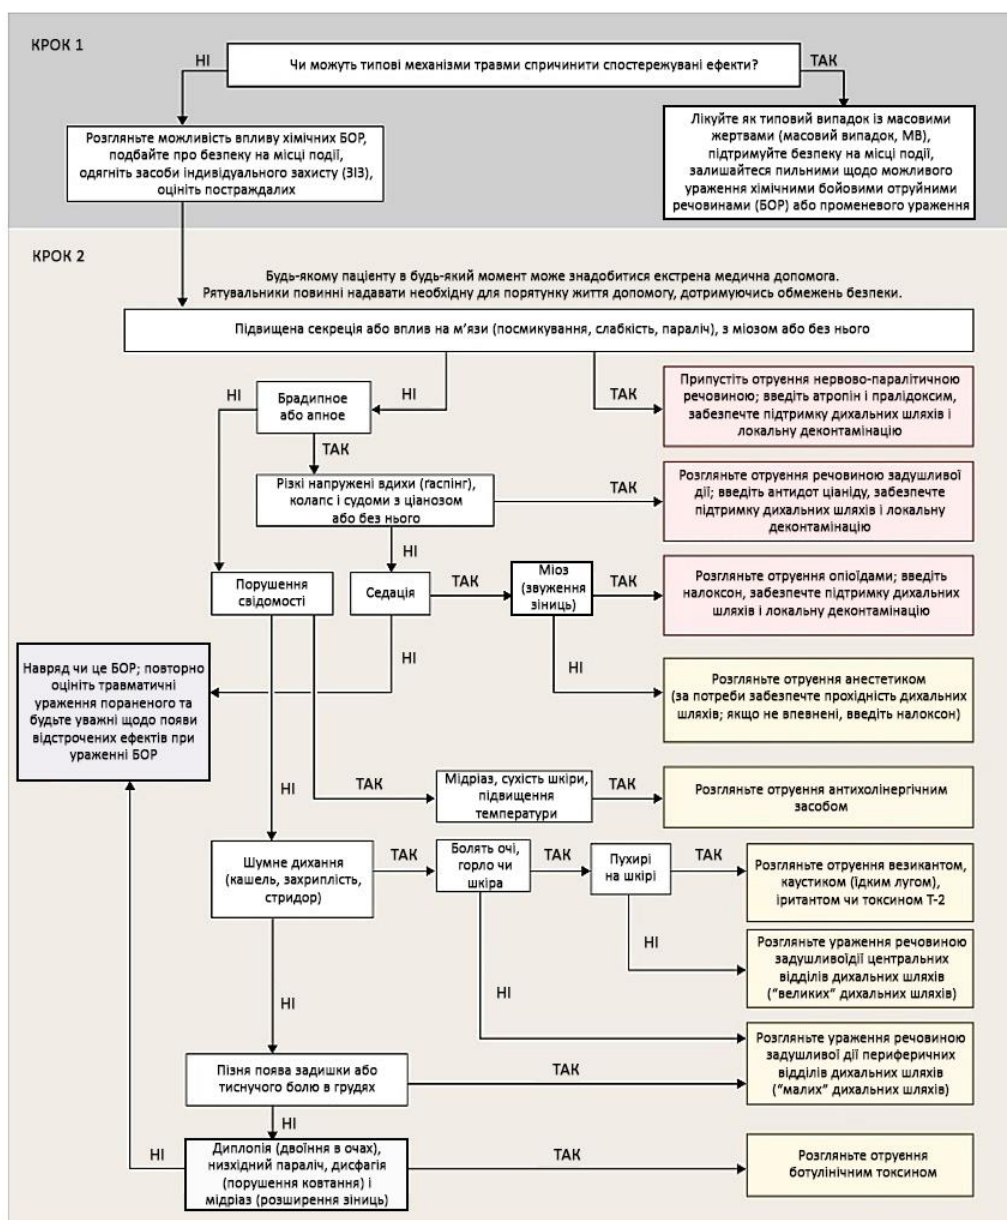 КРОК 1
Чи можуть типові механізми травми спричинити спостережувані ефекти?
НІ
ТАК
Розгляньте можливість впливу хімічних БОР,
подбайте про безпеку на місці події,
одягніть засоби індивідуального захисту (ЗІЗ),
оцініть постраждалих
Лікуйте як типовий випадок із масовими
жертвами (масовий випадок, МВ),
підтримуйте безпеку на місці події,
залишайтеся пильними щодо можливого
ураження хімічними бойовими отруйними
речовинами (БОР) або променевого ураження
КРОК 2
Будь-якому пацієнту в будь-який момент може знадобитися екстрена медична допомога.
Рятувальники повинні надавати необхідну для порятунку життя допомогу, дотримуючись обмежень безпеки.
Підвищена секреція або вплив на м’язи (посмикування, слабкість, параліч), з міозом або без нього
НІ
НІ
ТАК
Брадипное
або апное
Припустіть отруєння нервово-паралітичною
речовиною; введіть атропін і пралідоксим,
забезпечте підтримку дихальних шляхів
і локальну деконтамінацію
ТАК
Різкі напружені вдихи (ґаспінг),
колапс і судоми з ціанозом
або без нього
ТАК
Розгляньте отруєння речовиною задушливої
дії; введіть антидот ціаніду, забезпечте
підтримку дихальних шляхів і локальну
деконтамінацію
НІ
Порушення
свідомості
Седація
ТАК
Міоз
(звуження
зіниць)
ТАК
Розгляньте отруєння опіоїдами; введіть
налоксон, забезпечте підтримку дихальних
шляхів і локальну деконтамінацію
НІ
НІ
Навряд чи це БОР; повторно
оцініть травматичні
ураження пораненого та
будьте уважні щодо появи
відстрочених ефектів при
ураженні БОР
Розгляньте отруєння анестетиком
(за потреби забезпечте прохідність дихальних
шляхів; якщо не впевнені, введіть налоксон)
НІ
ТАК
Мідріаз, сухість шкіри,
підвищення
температури
ТАК
Розгляньте отруєння антихолінергічним
засобом
Шумне дихання
(кашель, захриплість,
стридор)
ТАК
Болять очі,
горло чи
шкіра
ТАК
Пухирі
на шкірі
ТАК
Розгляньте отруєння везикантом,
каустиком (їдким лугом),
іритантом чи токсином Т-2
НІ
Розгляньте ураження речовиною
задушливоїдії центральних
відділів дихальних шляхів
(“великих” дихальних шляхів)
НІ
НІ
Пізня поява задишки або
тиснучого болю в грудях
ТАК
Розгляньте ураження речовиною
задушливої дії периферичних
відділів дихальних шляхів
(“малих” дихальних шляхів)
НІ
НІ
Диплопія (двоїння в очах),
низхідний параліч, дисфагія
(порушення ковтання) і
мідріаз (розширення зіниць)
ТАК
Розгляньте отруєння
ботулінічним токсином